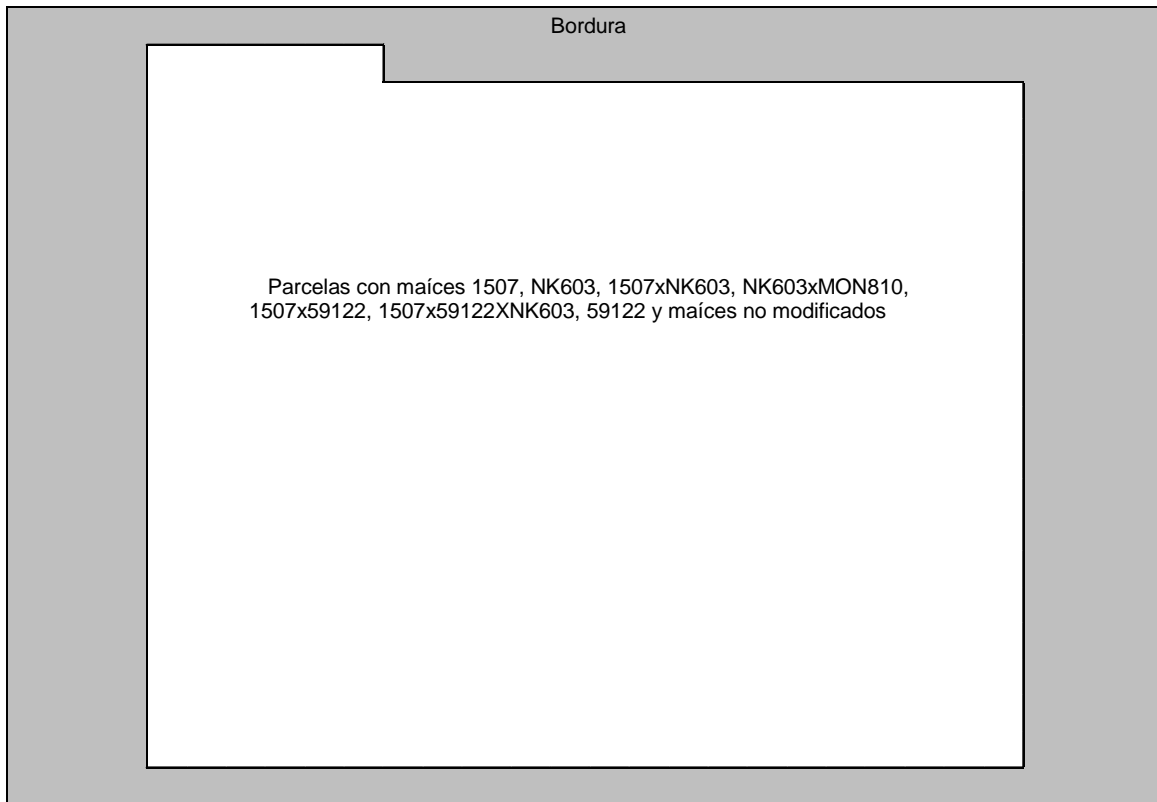 Bordura
Parcelas con maíces 1507, NK603, 1507xNK603, NK603xMON810,
1507x59122, 1507x59122XNK603, 59122 y maíces no modificados